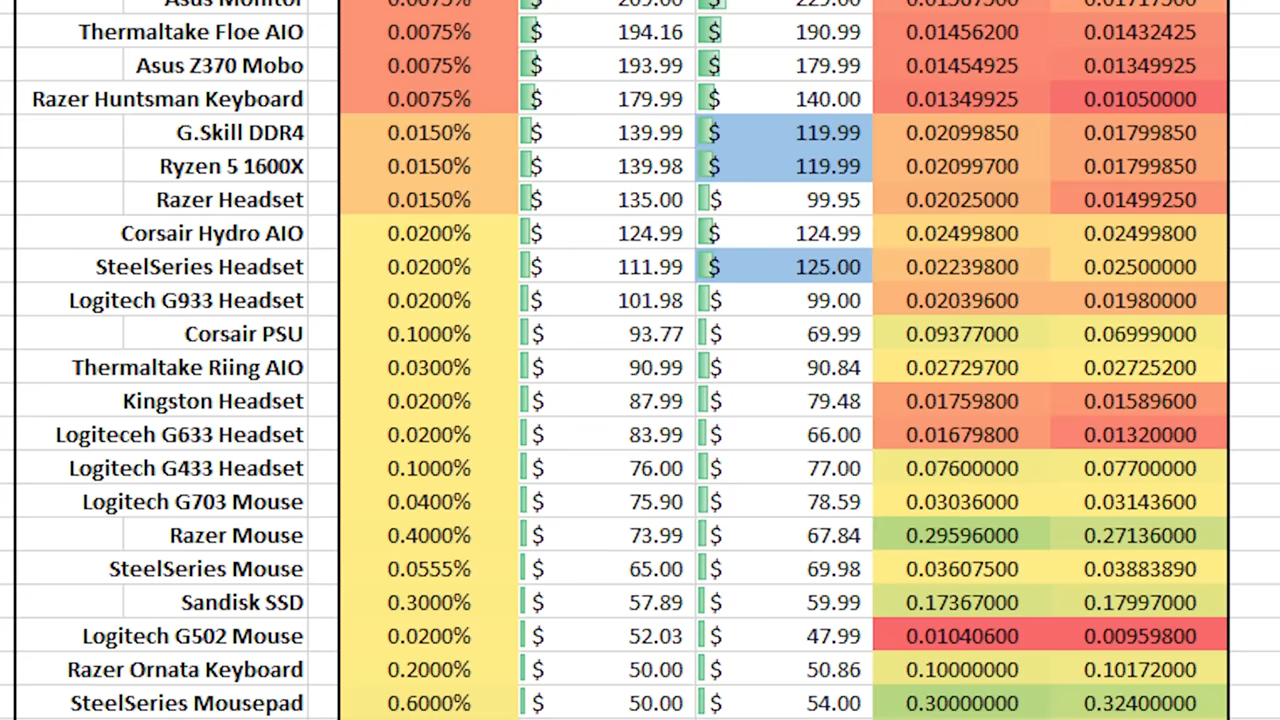 Asus Monitor 0.0075% $ 209.00 $ 229.00 0.01567500 0.01717500
Thermaltake Floe AIO 0.0075% $ 194.16 $ 190.99 0.01456200 0.01432425
Asus Z370 Mobo 0.0075% $ 193.99 $ 179.99 0.01454925 0.01349925
Razer Huntsman Keyboard 0.0075% $ 179.99 $ 140.00 0.01349925 0.01050000
G.Skill DDR4 0.0150% $ 139.99 $ 119.99 0.02099850 0.01799850
Ryzen 5 1600X 0.0150% $ 139.98 $ 119.99 0.02099700 0.01799850
Razer Headset 0.0150% $ 135.00 $ 99.95 0.02025000 0.01499250
Corsair Hydro AIO 0.0200% $ 124.99 $ 124.99 0.02499800 0.02499800
SteelSeries Headset 0.0200% $ 111.99 $ 125.00 0.02239800 0.02500000
Logitech G933 Headset 0.0200% $ 101.98 $ 99.00 0.02039600 0.01980000
Corsair PSU 0.1000% $ 93.77 $ 69.99 0.09377000 0.06999000
Thermaltake Riing AIO 0.0300% $ 90.99 $ 90.84 0.02729700 0.02725200
Kingston Headset 0.0200% $ 87.99 $ 79.48 0.01759800 0.01589600
Logiteceh G633 Headset 0.0200% $ 83.99 $ 66.00 0.01679800 0.01320000
Logitech G433 Headset 0.1000% $ 76.00 $ 77.00 0.07600000 0.07700000
Logitech G703 Mouse 0.0400% $ 75.90 $ 78.59 0.03036000 0.03143600
Razer Mouse 0.4000% $ 73.99 $ 67.84 0.29596000 0.27136000
SteelSeries Mouse 0.0555% $ 65.00 $ 69.98 0.03607500 0.03883890
Sandisk SSD 0.3000% $ 57.89 $ 59.99 0.17367000 0.17997000
Logitech G502 Mouse 0.0200% $ 52.03 $ 47.99 0.01040600 0.00959800
Razer Ornata Keyboard 0.2000% $ 50.00 $ 50.86 0.10000000 0.10172000
SteelSeries Mousepad 0.6000% $ 50.00 $ 54.00 0.30000000 0.32400000